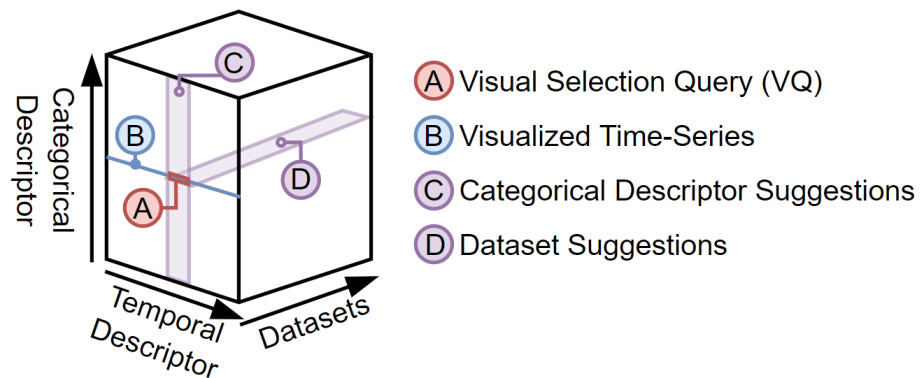 Categorical
Descriptor
C
B
A
D
Temporal
Descriptor
Datasets
A Visual Selection Query (VQ)
B Visualized Time-Series
C Categorical Descriptor Suggestions
D Dataset Suggestions